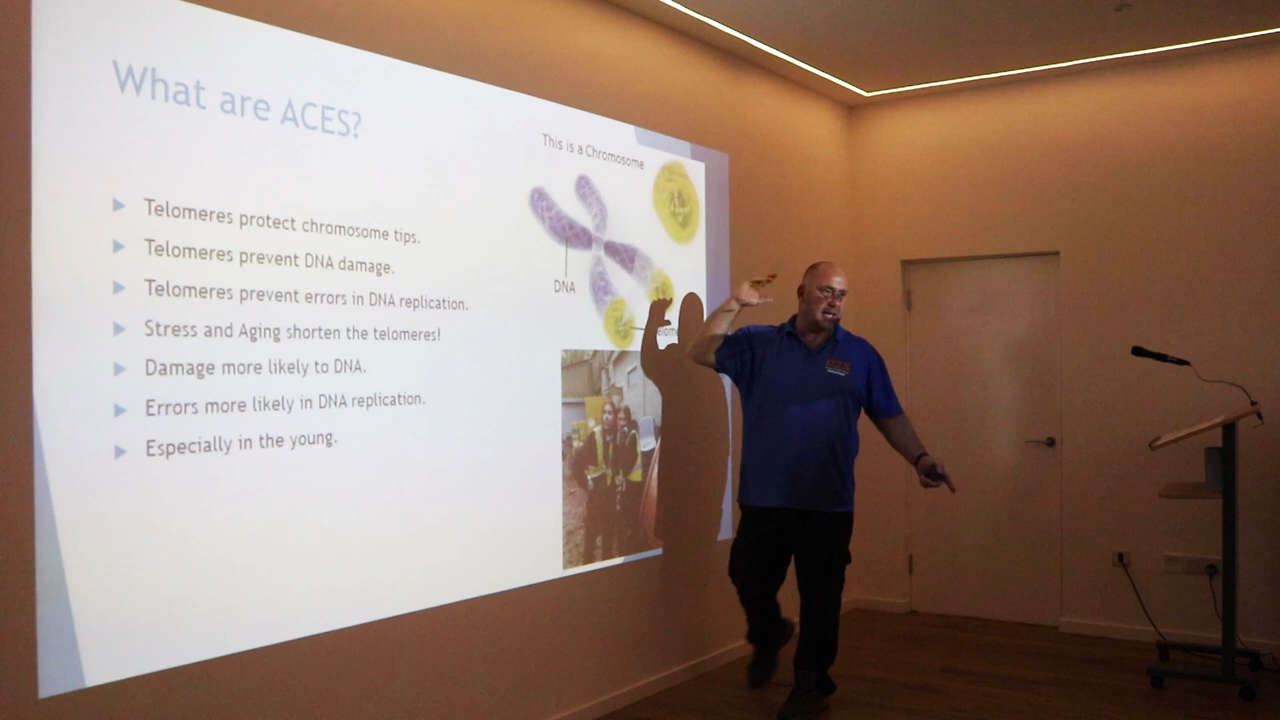 What are ACES?
This is a Chromosome
Telomeres protect chromosome tips.
Telomeres prevent DNA damage.
Telomeres prevent errors in DNA replication.
Stress and Aging shorten the telomeres!
Damage more likely to DNA.
Errors more likely in DNA replication.
Especially in the young.
DNA